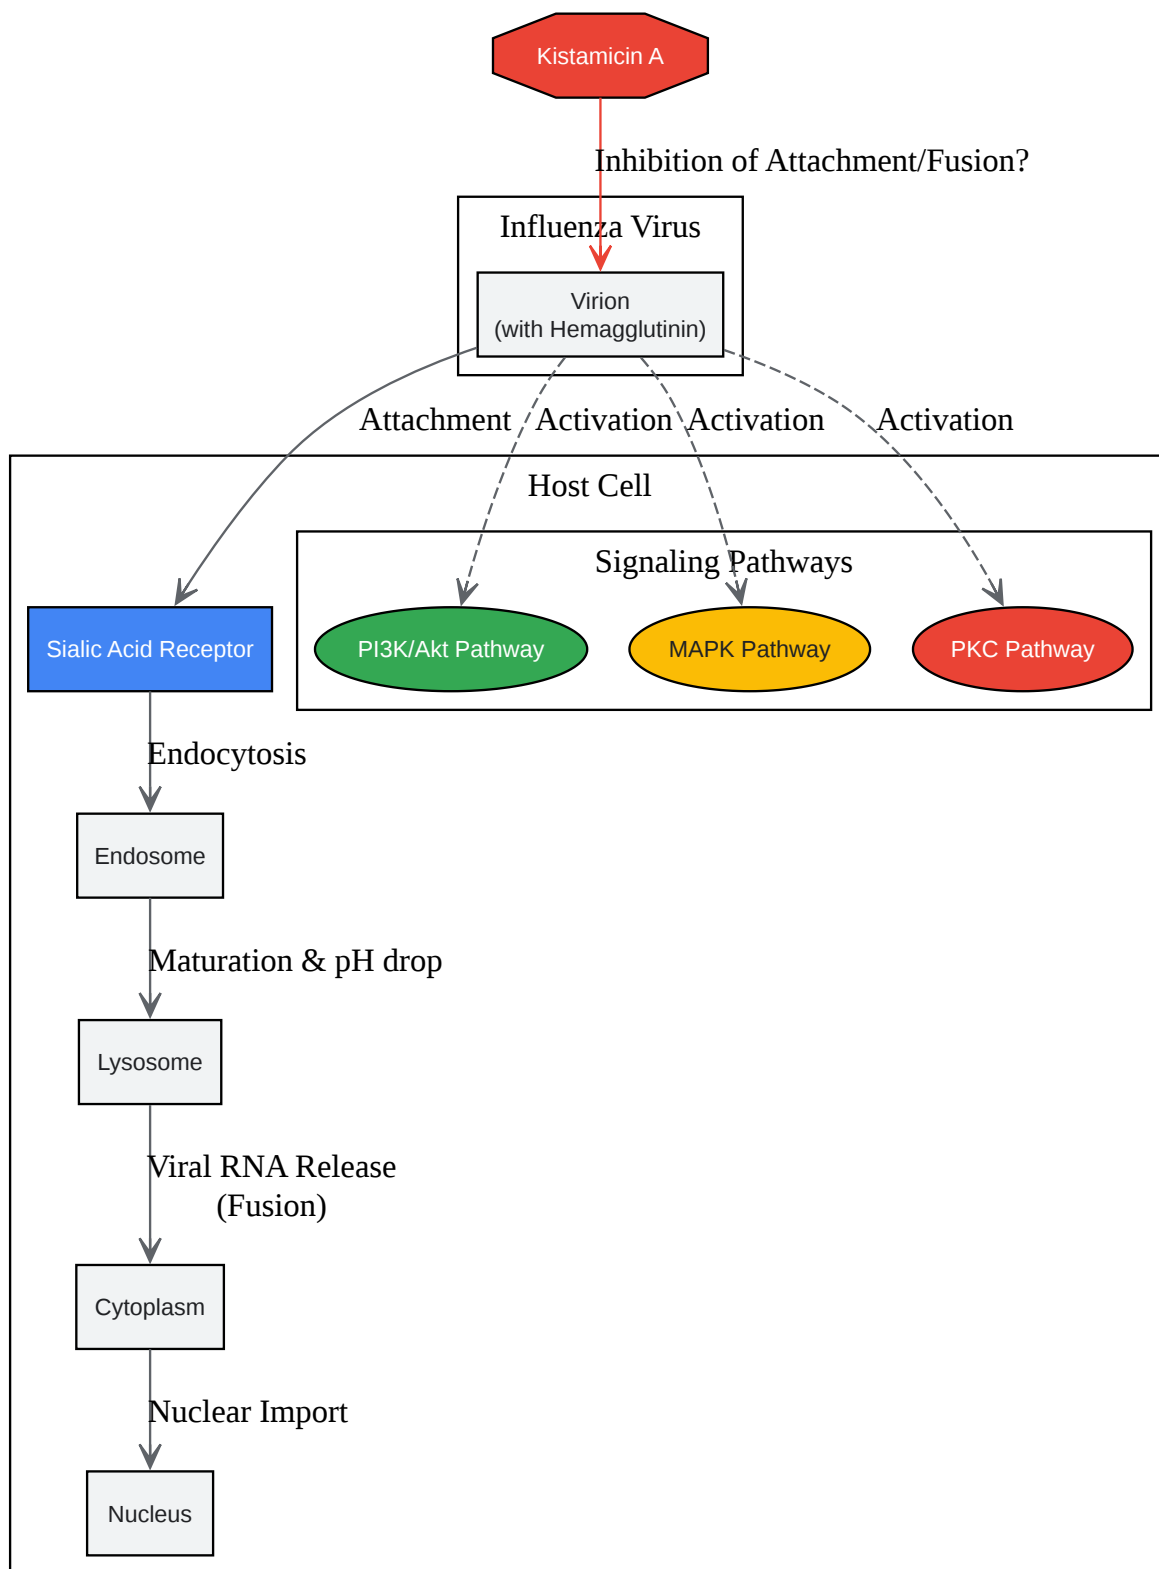 Kistamicin A
Inhibition of Attachment/Fusion?
Influenza Virus
Virion
(with Hemagglutinin)
Attachment
Activation
Activation
Activation
Host Cell
Signaling Pathways
Sialic Acid Receptor
PI3K/Akt Pathway
MAPK Pathway
PKC Pathway
Endocytosis
Endosome
Maturation & pH drop
Lysosome
Viral RNA Release
(Fusion)
Cytoplasm
Nuclear Import
Nucleus